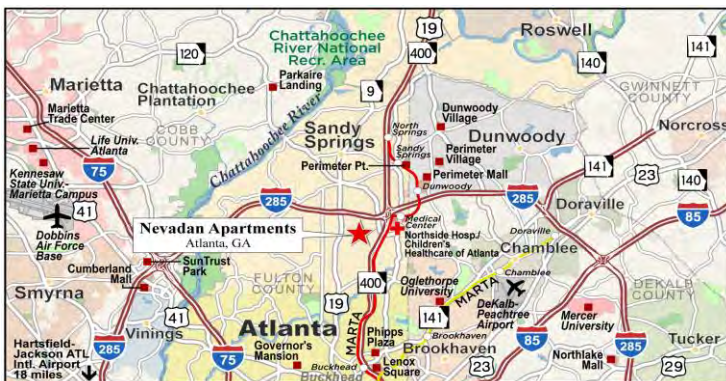 Chattahoochee
River National
Recr. Area
19
400
Roswell
141
120
140
Marietta
Chattahoochee
Plantation
Parkaire
Landing
9
GWINNETT
COUNTY
Marietta
Trade Center
COBB
COUNTY
Chattahoochee River
North
Springs
Dunwoody
Village
Norcross
Sandy
Springs
Dunwoody
Life Univ.
Atlanta
75
Sandy
Springs
Perimeter Pt.
Perimeter
Village
141
23
Kennesaw
State Univ.-
Marietta Campus
Perimeter Mall
140
Dunwoody
41
285
285
85
Doraville
Dobbins
Air Force
Base
Nevadan Apartments
Atlanta, GA
Medical
Center
Northside Hosp./
Children's
Healthcare of Atlanta
Doraville
Chamblee
SunTrust
Park
Cumberland
Mall
FULTON
COUNTY
400
Oglethorpe
University
MARTA
Chamblee
DEKALB
COUNTY
Smyrna
41
19
MARTA
141
DeKalb-
Peachtree
Airport
Mercer
University
Vinings
Atlanta
Phipps
Plaza
Brookhaven
Brookhaven
Tucker
Hartsfield-
Jackson ATL
Intl. Airport
18 miles
285
75
Governor's
Mansion
Buckhead
Buckhead
Lenox
Square
23
85
Northlake
Mall
285
29